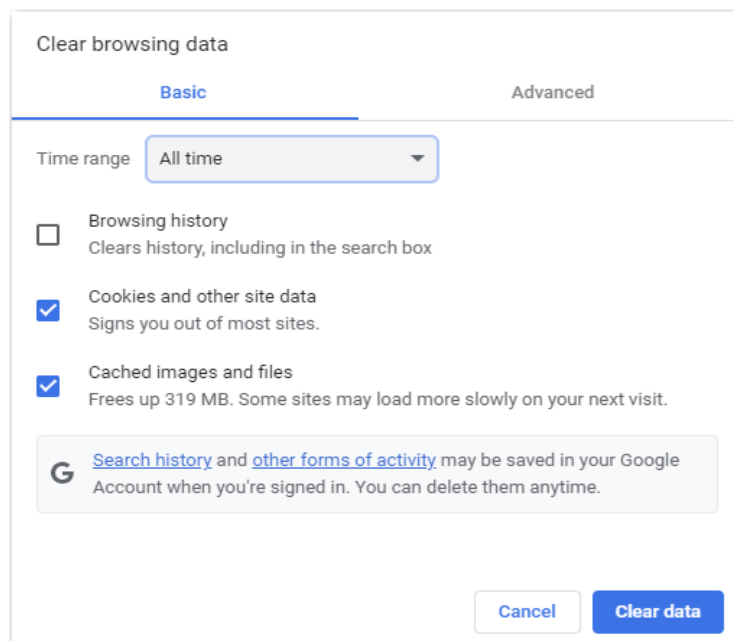 Clear browsing data
Basic
Advanced
Time range
All time
Browsing history
Clears history, including in the search box
Cookies and other site data
Signs you out of most sites.
Cached images and files
Frees up 319 MB. Some sites may load more slowly on your next visit.
G
Search history and other forms of activity may be saved in your Google
Account when you're signed in. You can delete them anytime.
Cancel
Clear data